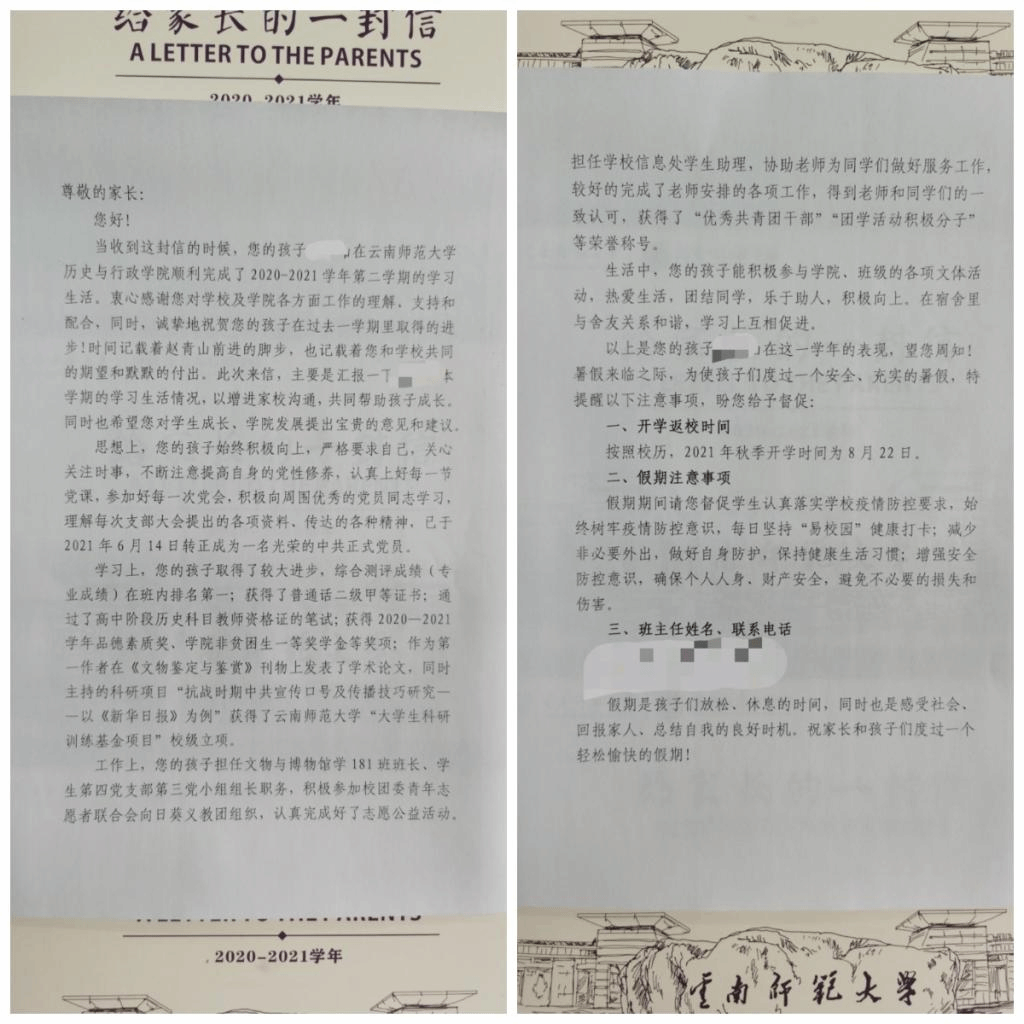 给家长的一封信
A LETTER TO THE PARENTS
2020-2021学年
尊敬的家长:
您好!
当收到这封信的时候，您的孩子在云南师范大学
历史与行政学院顺利完成了2020-2021学年第二学期的学习
生活。衷心感谢您对学校及学院各方面工作的理解、支持和
配合，同时，诚挚地祝贺您的孩子在过去一学期里取得的进
步!时间记载着赵青山前进的脚步，也记载着您和学校共同
的期望和默默的付出。此次来信，主要是汇报一下本
学期的学习生活情况，以增进家校沟通，共同帮助孩子成长。
同时也希望您对学生成长、学院发展提出宝贵的意见和建议。
思想上，您的孩子始终积极向上，严格要求自己，关心
关注时事，不断注意提高自身的党性修养，认真上好每一节
党课，参加好每一次党会，积极向周围优秀的党员同志学习，
理解每次支部大会提出的各项资料、传达的各种精神，已于
2021年6月14日转正成为一名光荣的中共正式党员。
学习上，您的孩子取得了较大进步，综合测评成绩（专
业成绩）在班内排名第一；获得了普通话二级甲等证书；通
过了高中阶段历史科目教师资格证的笔试；获得2020—2021
学年品德素质奖、学院非贫困生一等奖学金等奖项；作为第
一作者在《文物鉴定与鉴赏》刊物上发表了学术论文，同时
主持的科研项目“抗战时期中共宣传口号及传播技巧研究—
—以《新华日报》为例”获得了云南师范大学“大学生科研
训练基金项目”校级立项。
工作上，您的孩子担任文物与博物馆学181班班长、学
生第四党支部第三党小组组长职务，积极参加校团委青年志
愿者联合会向日葵义教团组织，认真完成好了志愿公益活动。
A LETTER TO THE PARENTS
2020-2021学年
担任学校信息处学生助理，协助老师为同学们做好服务工作，
较好的完成了老师安排的各项工作，得到老师和同学们的一
致认可，获得了“优秀共青团干部”“团学活动积极分子”
等荣誉称号。
生活中，您的孩子能积极参与学院、班级的各项文体活
动，热爱生活，团结同学，乐于助人，积极向上。在宿舍里
与舍友关系和谐，学习上互相促进。
以上是您的孩子在这一学年的表现，望您周知!
暑假来临之际，为使孩子们度过一个安全、充实的暑假，特
提醒以下注意事项，盼您给予督促:
一、开学返校时间
按照校历，2021年秋季开学时间为8月22日。
二、假期注意事项
假期期间请您督促学生认真落实学校疫情防控要求，始
终树牢疫情防控意识，每日坚持“易校园”健康打卡；减少
非必要外出，做好自身防护，保持健康生活习惯；增强安全
防控意识，确保个人人身、财产安全，避免不必要的损失和
伤害。
三、班主任姓名、联系电话
假期是孩子们放松、休息的时间，同时也是感受社会、
回报家人、总结自我的良好时机。祝家长和孩子们度过一个
轻松愉快的假期!
云南师范大学